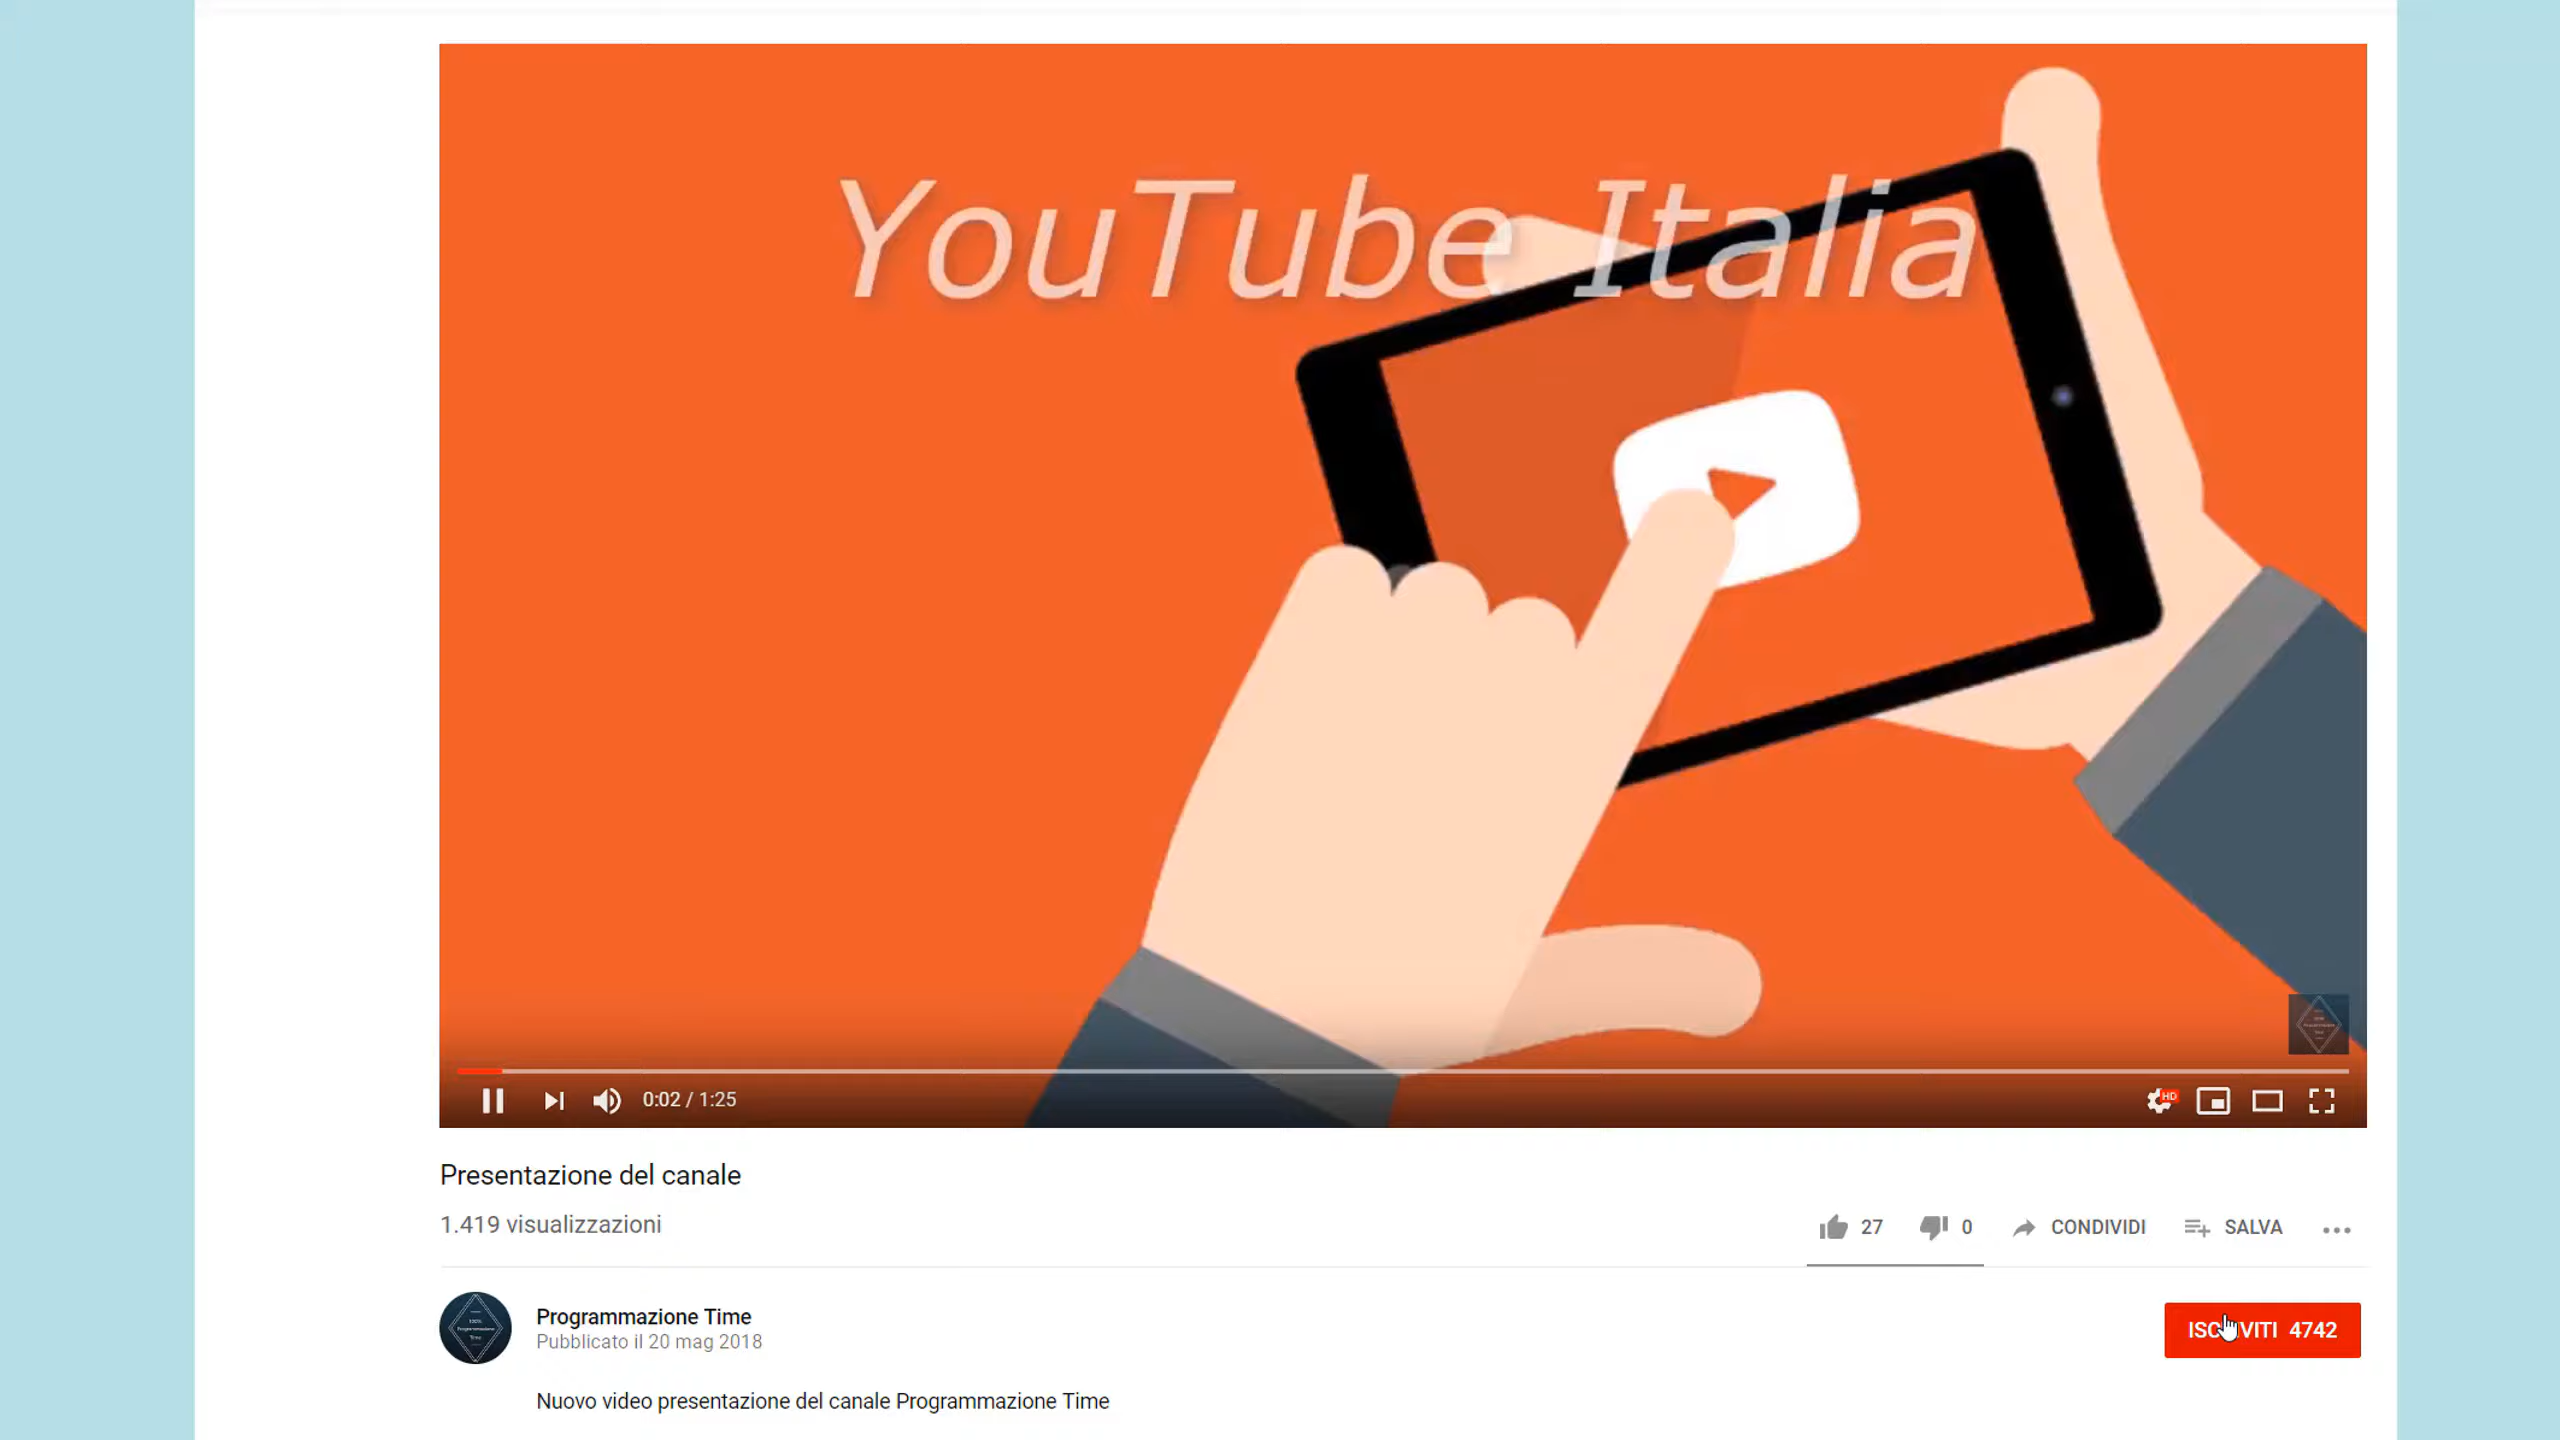 YouTube Italia
0:02 / 1:25
HD
Presentazione del canale
1.419 visualizzazioni
27
0
CONDIVIDI
SALVA
Programmazione Time
Pubblicato il 20 mag 2018
4742
Nuovo video presentazione del canale Programmazione Time